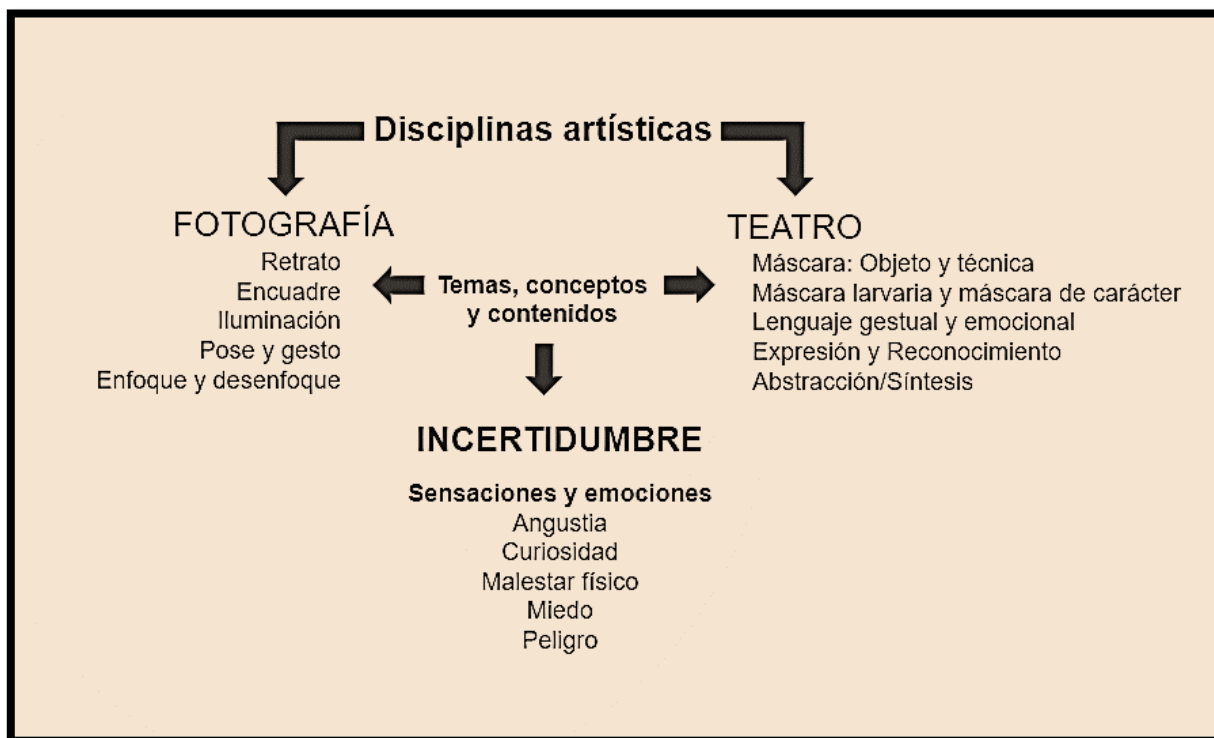 Disciplinas artísticas
FOTOGRAFÍA
Retrato
Encuadre
Iluminación
Pose y gesto
Enfoque y desenfoque
Temas, conceptos
y contenidos
TEATRO
Máscara: Objeto y técnica
Máscara larvaria y máscara de carácter
Lenguaje gestual y emocional
Expresión y Reconocimiento
Abstracción/Síntesis
INCERTIDUMBRE
Sensaciones y emociones
Angustia
Curiosidad
Malestar físico
Miedo
Peligro